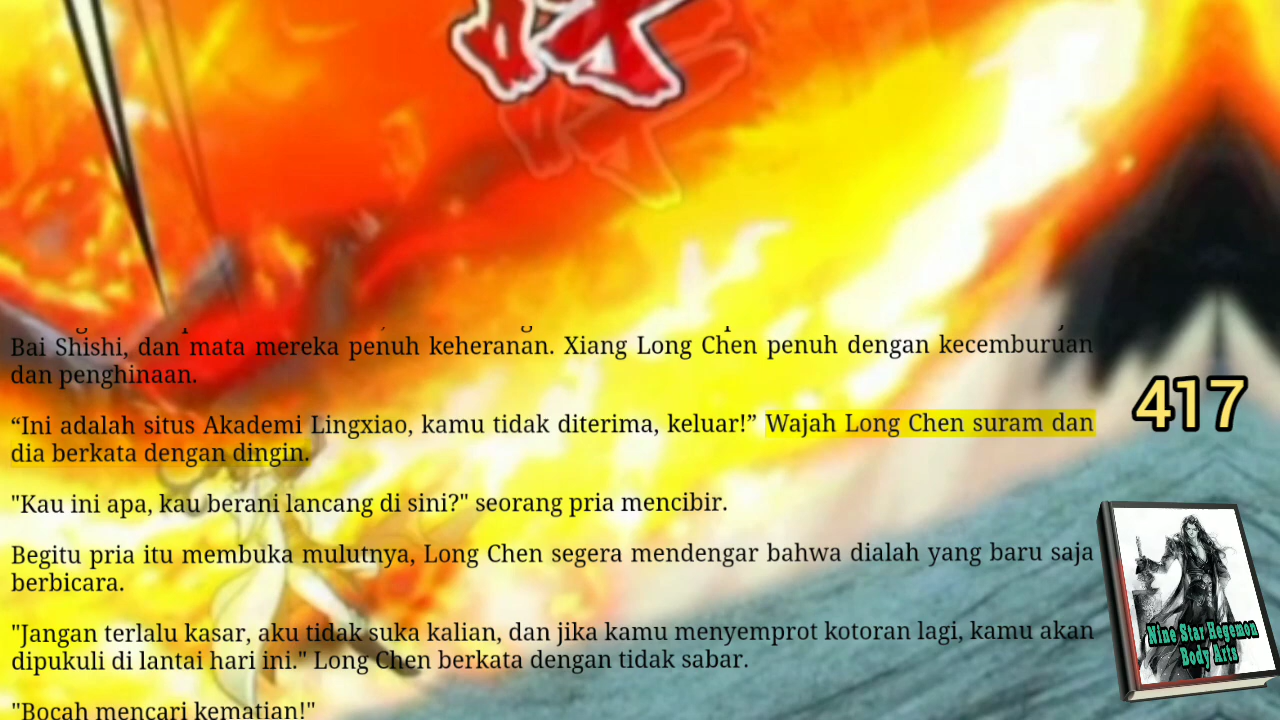 Bai Shishi, dan mata mereka penuh keheranan. Xiang Long Chen penuh dengan kecemburuan
dan penghinaan.
“Ini adalah situs Akademi Lingxiao, kamu tidak diterima, keluar!” Wajah Long Chen suram dan
dia berkata dengan dingin.
"Kau ini apa, kau berani lancang di sini?" seorang pria mencibir.
Begitu pria itu membuka mulutnya, Long Chen segera mendengar bahwa dialah yang baru saja
berbicara.
"Jangan terlalu kasar, aku tidak suka kalian, dan jika kamu menyemprot kotoran lagi, kamu akan
dipukuli di lantai hari ini." Long Chen berkata dengan tidak sabar.
"Bocah mencari kematian!"
417
Nine Star Hegemon
Body Arts